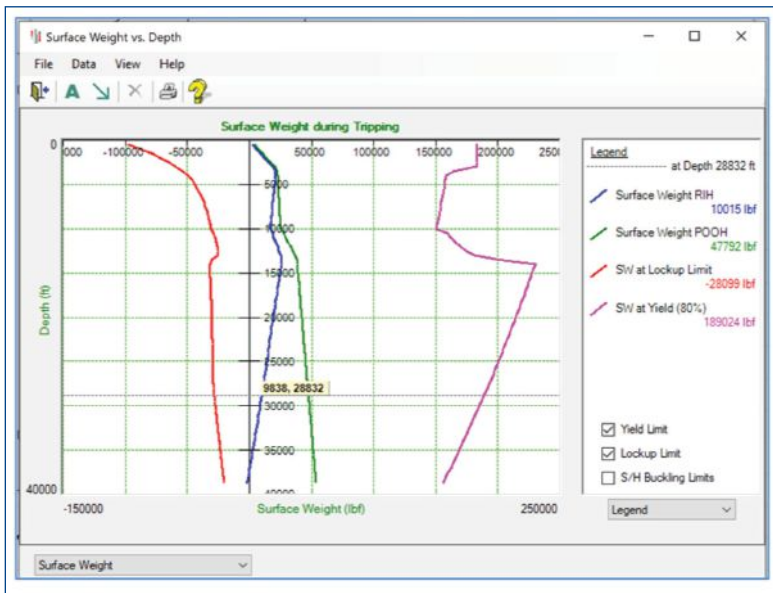 Surface Weight vs. Depth
File Data View Help
A
Surface Weight during Tripping
0
000 -100000 -50000 0 50000 100000 150000 200000 250
5000
10000
15000
20000
25000
9838, 28832
30000
35000
40000
40000
Depth (ft)
-150000 Surface Weight (lbf) 250000
Legend
at Depth 28832 ft
Surface Weight RIH
10015 lbf
Surface Weight POOH
47792 lbf
SW at Lockup Limit
-28099 lbf
SW at Yield (80%)
189024 lbf
Yield Limit
Lockup Limit
S/H Buckling Limits
Legend
Surface Weight